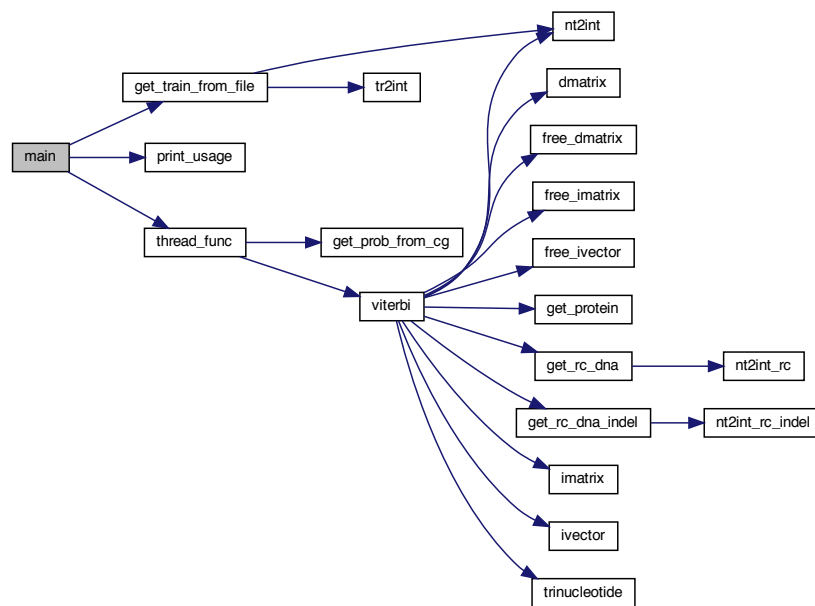 nt2int
get_train_from_file
tr2int
dmatrix
free_dmatrix
main
print_usage
free_imatrix
thread_func
get_prob_from_cg
free_ivector
viterbi
get_protein
get_rc_dna
nt2int_rc
get_rc_dna_indel
nt2int_rc_indel
imatrix
ivector
trinucleotide